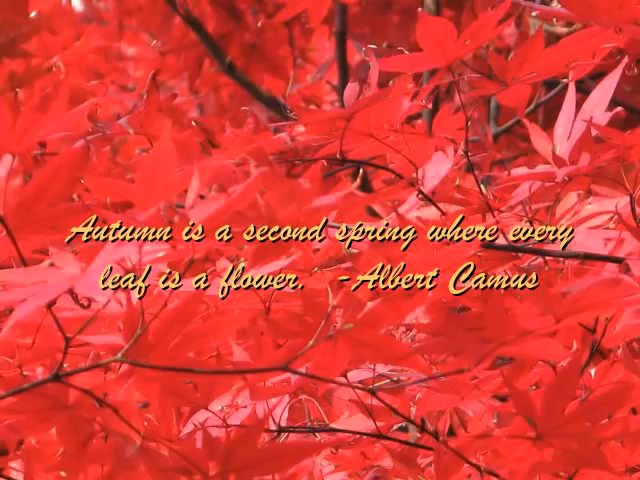 Autumn is a second spring where every
leaf is a flower. -Albert Camus